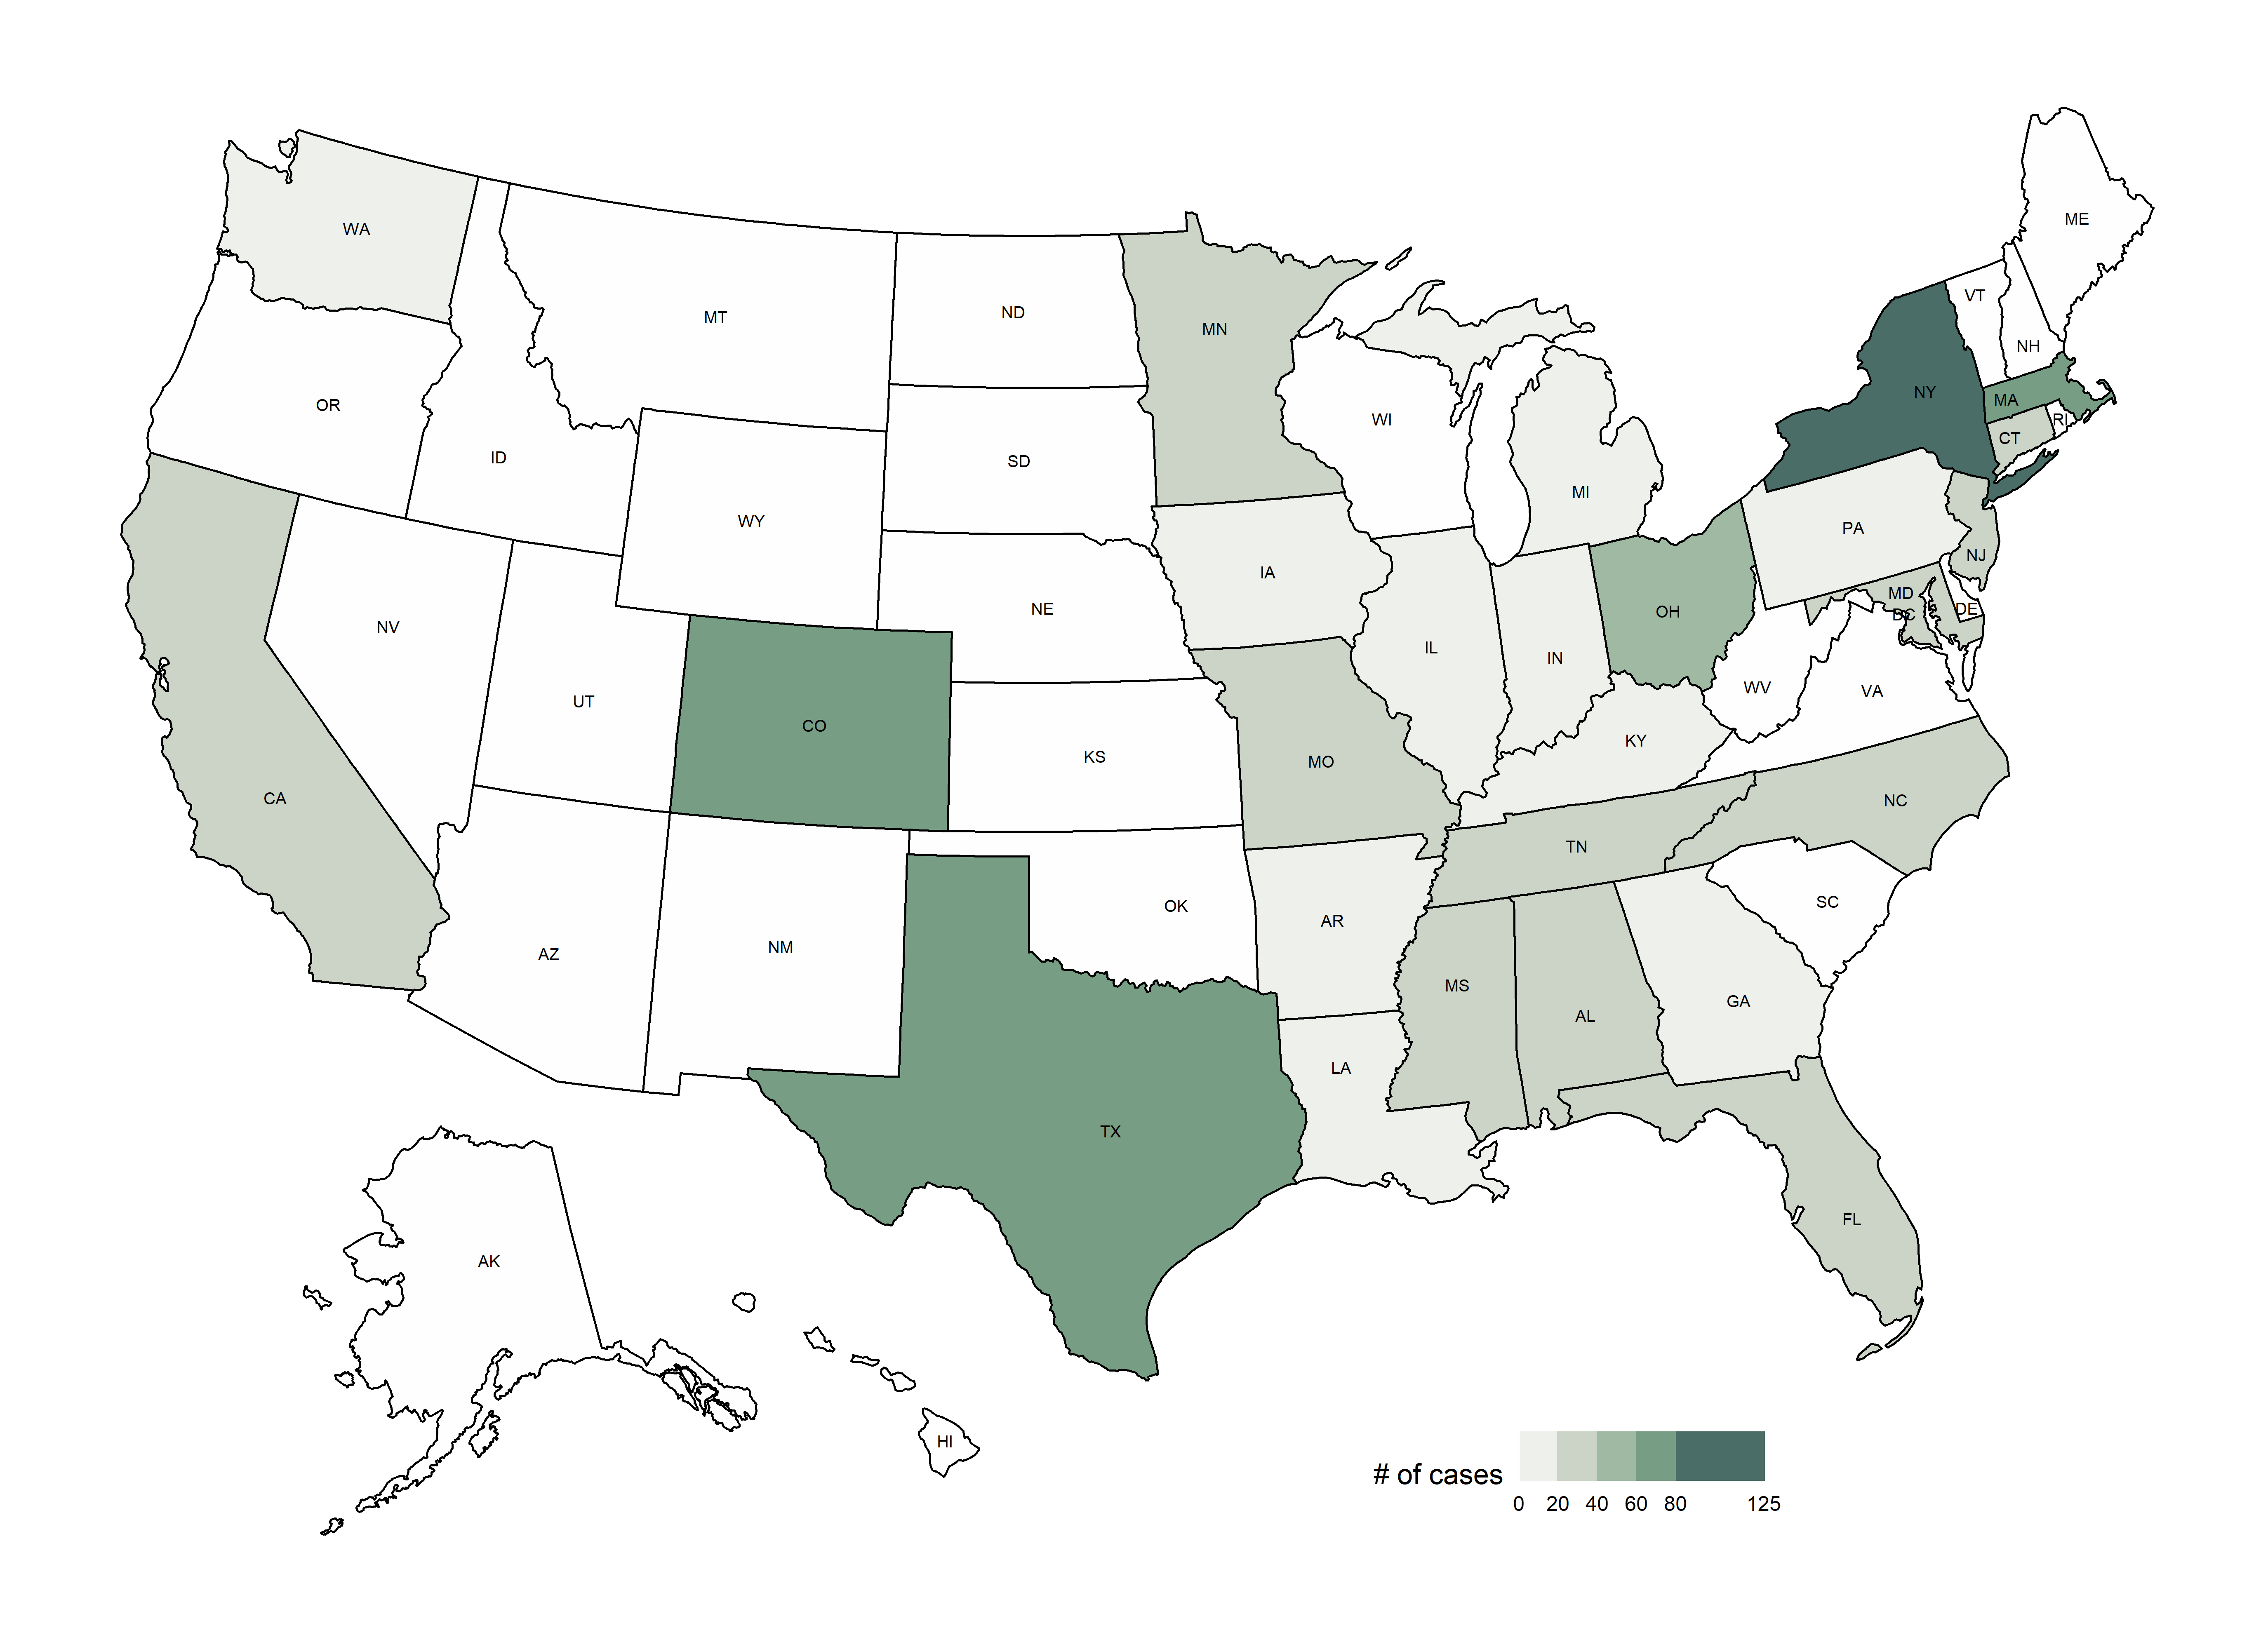 ME
WA
VT
ND
MT
MN
NH
NY
MA
OR
WI
RI
CT
ID
SD
MI
WY
PA
NJ
IA
MD
NE
OH
DE
DC
NV
IL
IN
WV
VA
UT
CO
KY
KS
MO
CA
NC
TN
SC
OK
AR
NM
AZ
MS
GA
AL
LA
TX
FL
AK
HI
# of cases
0 20 40 60 80 125